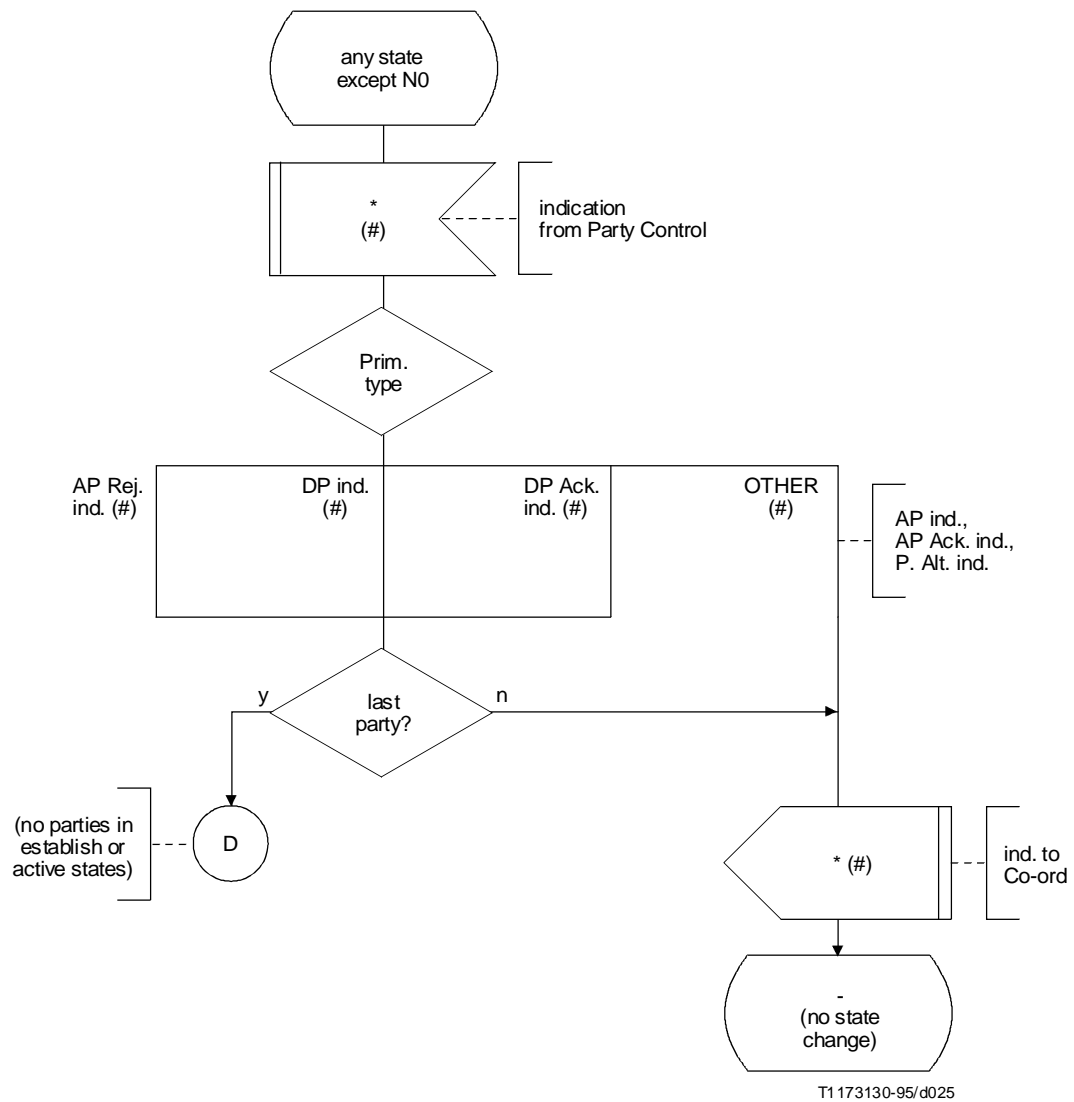 any state
except N0
*
(#)
indication
from Party Control
Prim.
type
AP Rej.
ind. (#)
DP ind.
(#)
DP Ack.
ind. (#)
OTHER
(#)
AP ind.,
AP Ack. ind.,
P. Alt. ind.
y
last
party?
n
(no parties in
establish or
active states)
D
* (#)
ind. to
Co-ord
-
(no state
change)
T1173130-95/d025